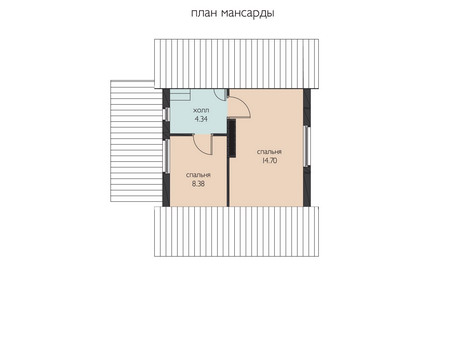 план мансарды
холл
4.34
спальня
14.70
спальня
8.38